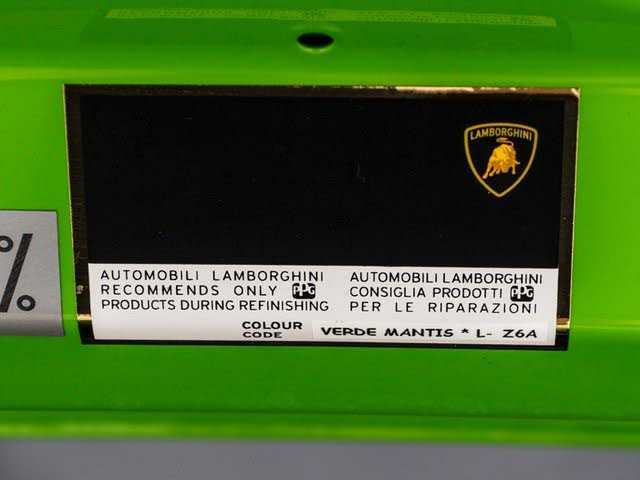 LAMBORGHINI
%
AUTOMOBILI LAMBORGHINI
RECOMMENDS ONLY PPG
PRODUCTS DURING REFINISHING
AUTOMOBILI LAMBORGHINI
CONSIGLIA PRODOTTI PPG
PER LE RIPARAZIONI
COLOUR
CODE
VERDE MANTIS * L- Z6A